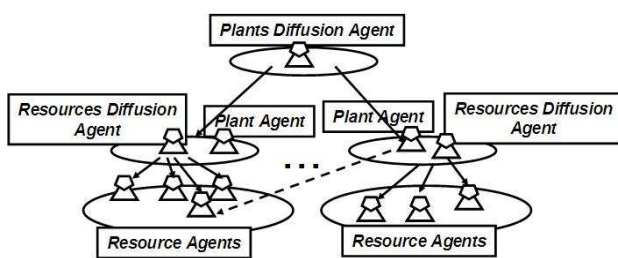 Plants Diffusion Agent
Resources Diffusion
Agent
Plant Agent
Plant Agent
Resources Diffusion
Agent
...
Resource Agents
Resource Agents